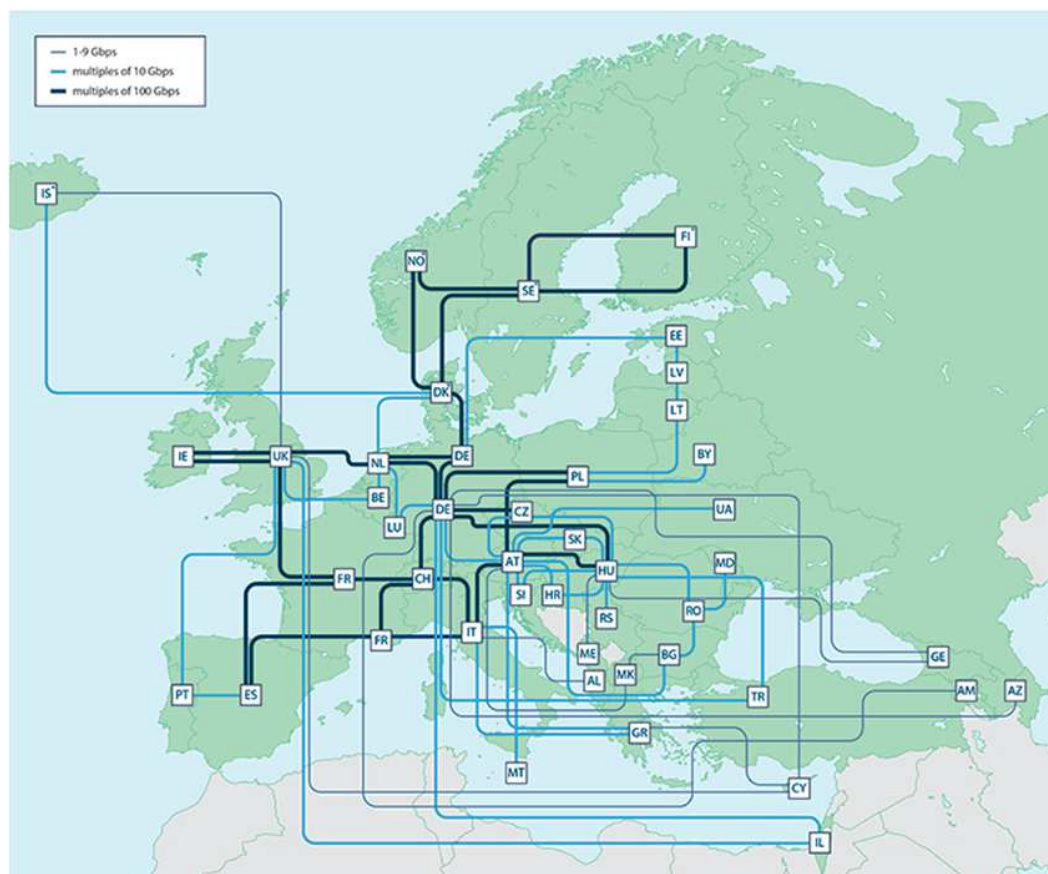 1-9 Gbps
multiples of 10 Gbps
multiples of 100 Gbps
IS*
NO*
FI*
SE*
EE
LV
DK*
LT
IE
UK
NL
DE
BY
PL
BE
DE
CZ
UA
LU
SK
AT
MD
FR
CH
HU
SI
HR
RO
RS
FR
IT
ME
BG
GE
MK
AL
PT
ES
TR
AM
AZ
GR
MT
CY
IL